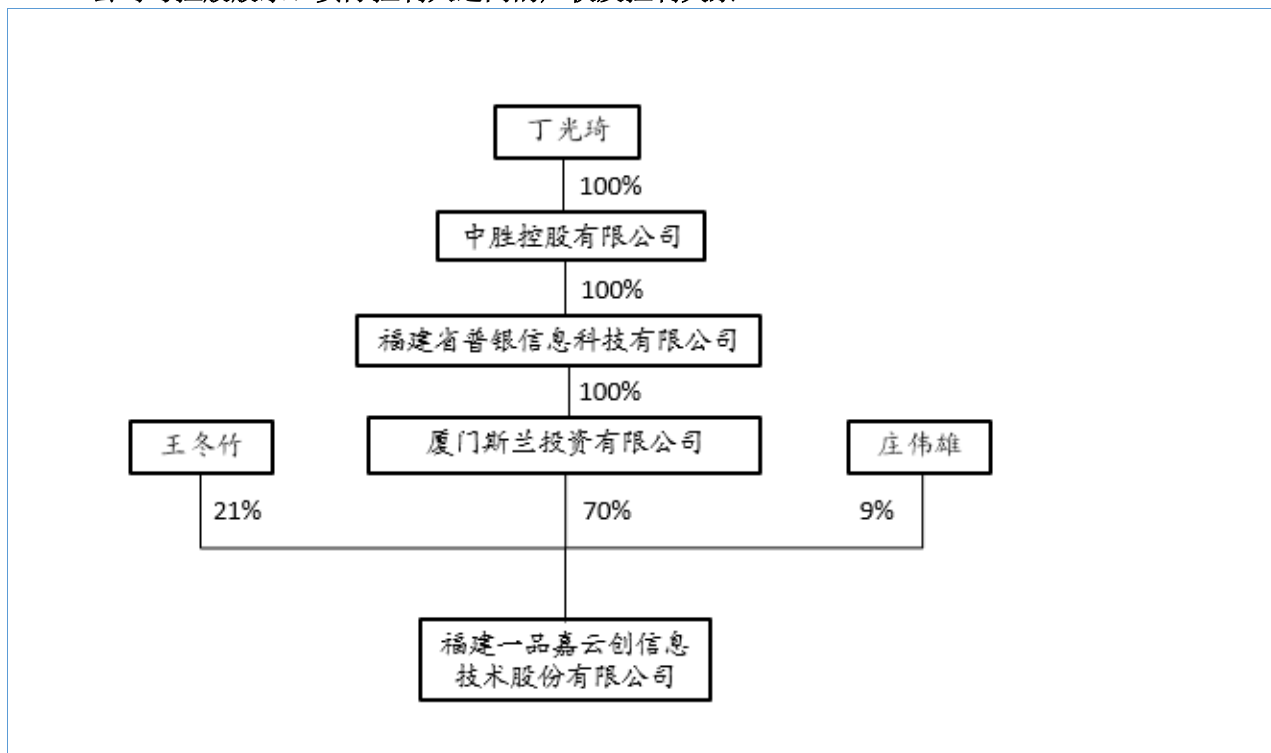 丁光琦
100%
中胜控股有限公司
100%
福建省普银信息科技有限公司
100%
王冬竹
厦门斯兰投资有限公司
庄伟雄
21%
70%
9%
福建一品嘉云创信息
技术股份有限公司